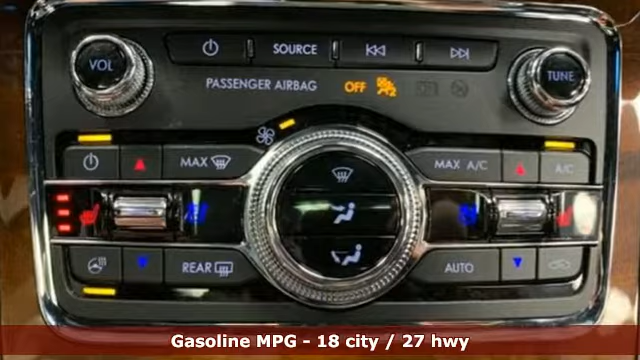 VOL
SOURCE
TUNE
PASSENGER AIRBAG OFF
MAX
MAX A/C
A/C
REAR
AUTO
Gasoline MPG - 18 city / 27 hwy